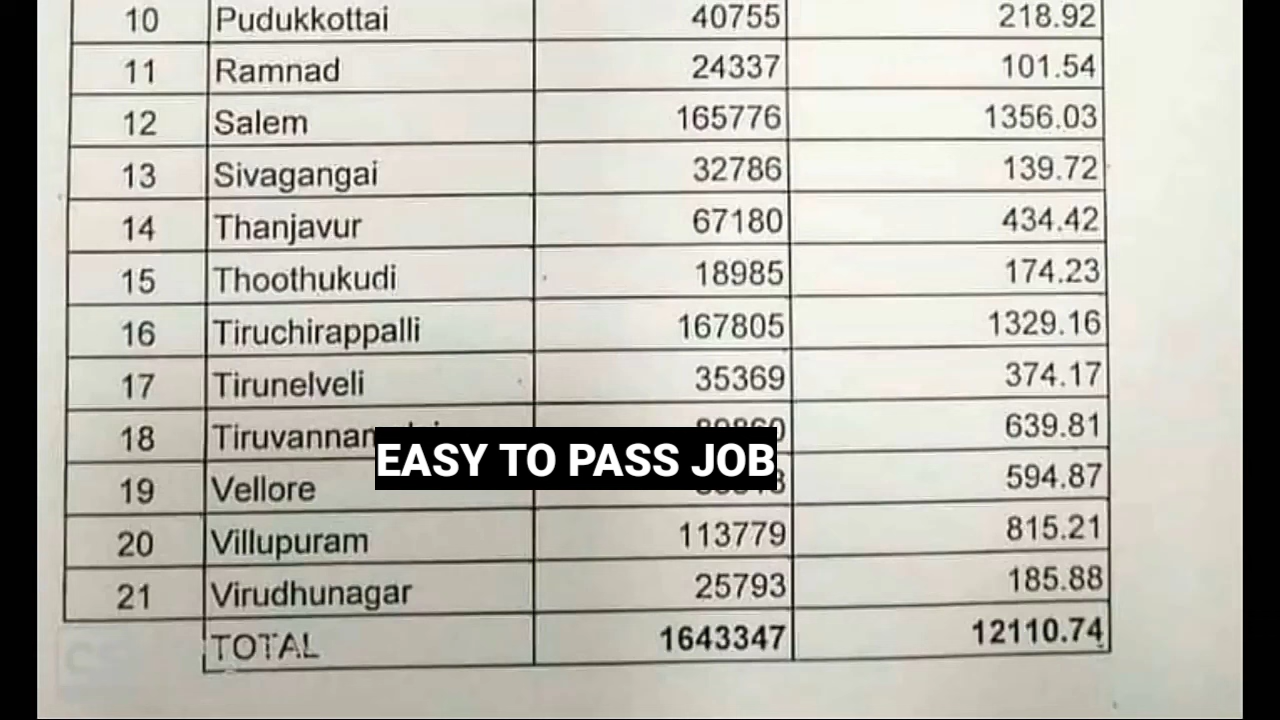 10 Pudukkottai 40755 218.92
11 Ramnad 24337 101.54
12 Salem 165776 1356.03
13 Sivagangai 32786 139.72
14 Thanjavur 67180 434.42
15 Thoothukudi 18985 174.23
16 Tiruchirappalli 167805 1329.16
17 Tirunelveli 35369 374.17
18 639.81
EASY TO PASS JOB
19 Vellore 594.87
20 Villupuram 113779 815.21
21 Virudhunagar 25793 185.88
TOTAL 1643347 12110.74